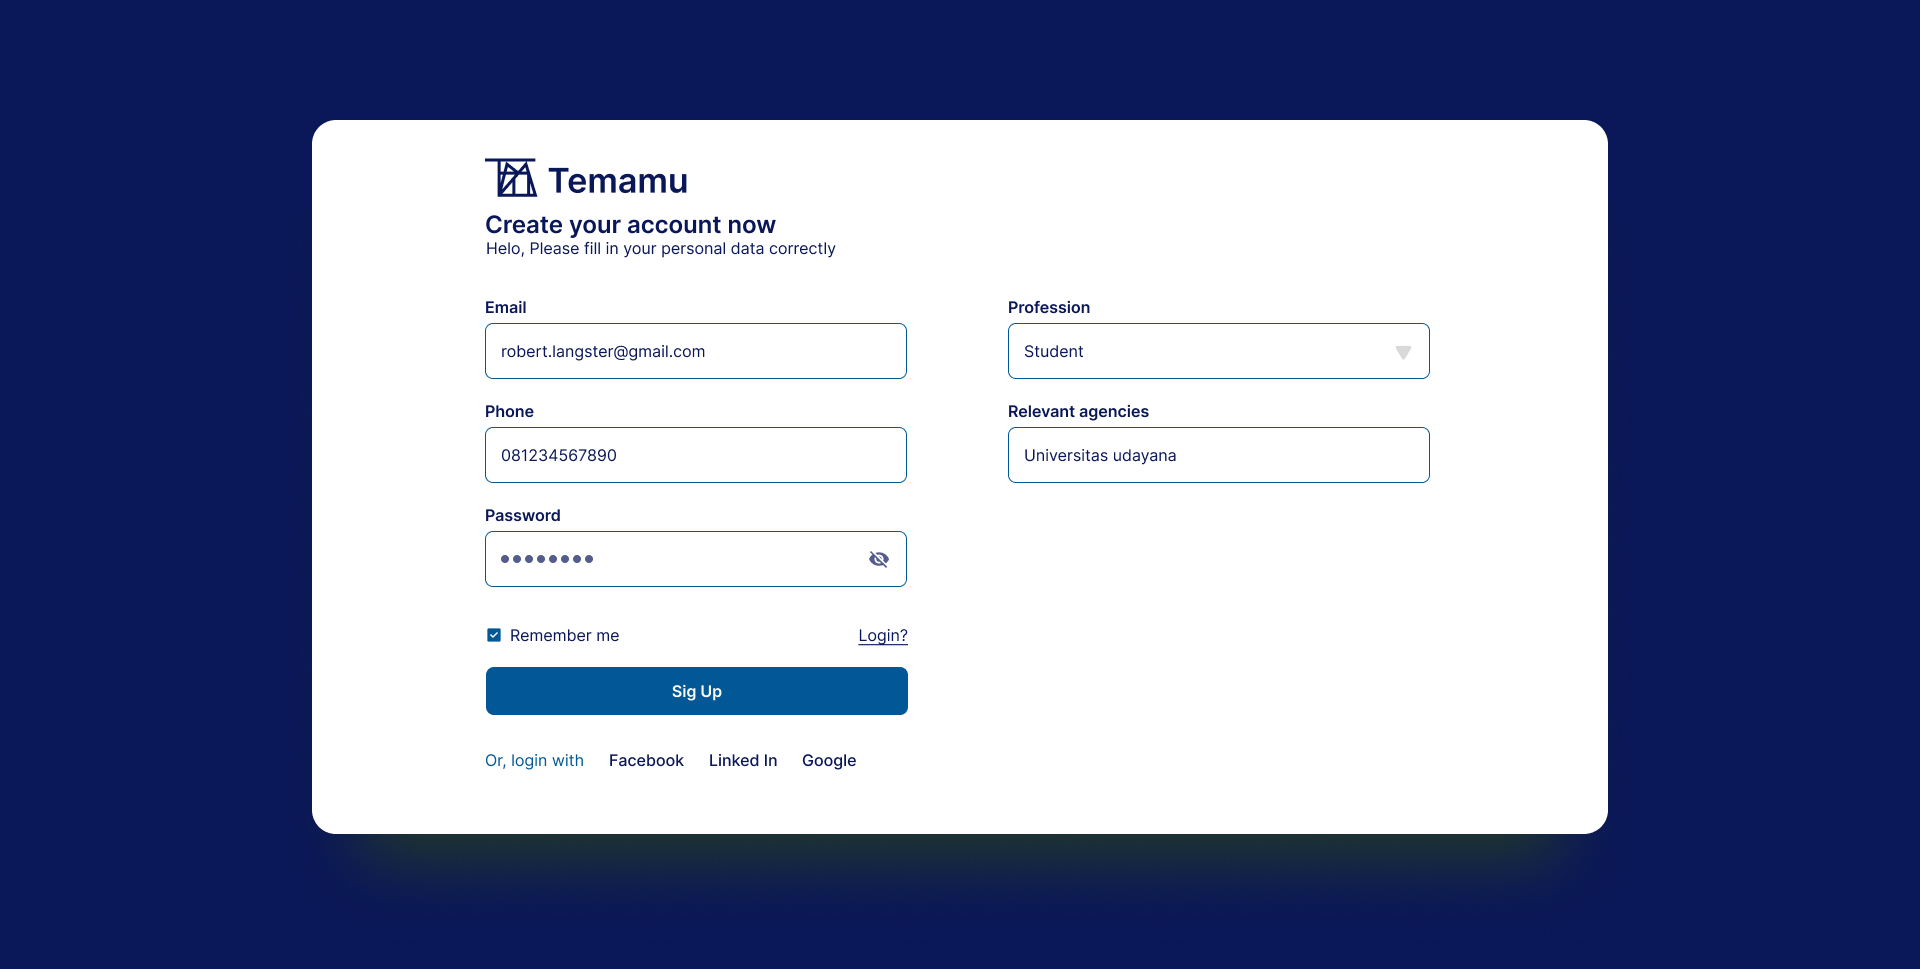 Temamu
Create your account now
Helo, Please fill in your personal data correctly
Email
robert.langster@gmail.com
Phone
081234567890
Password
Remember me
Login?
Sig Up
Or, login with Facebook Linked In Google
Profession
Student
Relevant agencies
Universitas udayana